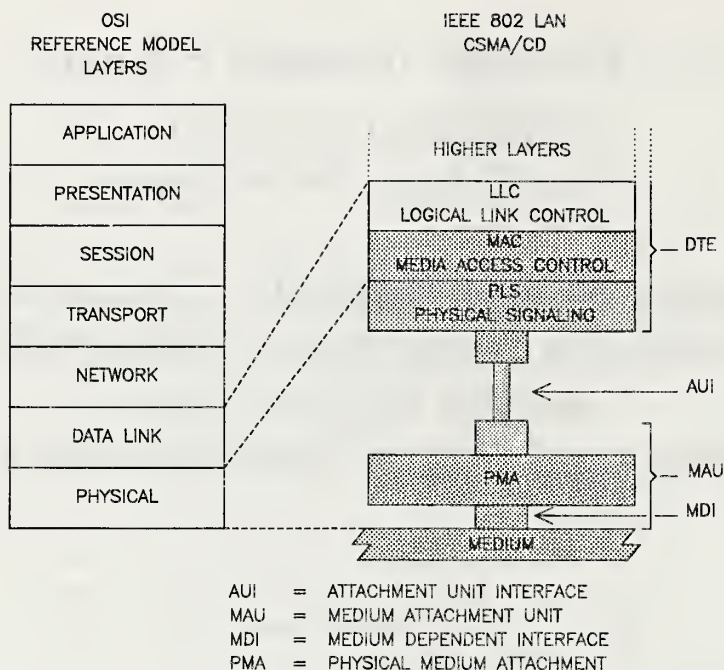 OSI
REFERENCE MODEL
LAYERS
IEEE 802 LAN
CSMA/CD
APPLICATION
PRESENTATION
SESSION
TRANSPORT
NETWORK
DATA LINK
PHYSICAL
HIGHER LAYERS
LLC
LOGICAL LINK CONTROL
MAC
MEDIA ACCESS CONTROL
PLS
PHYSICAL SIGNALING
DTE
AUI
PMA
MAU
MDI
MEDIUM
AUI = ATTACHMENT UNIT INTERFACE
MAU = MEDIUM ATTACHMENT UNIT
MDI = MEDIUM DEPENDENT INTERFACE
PMA = PHYSICAL MEDIUM ATTACHMENT